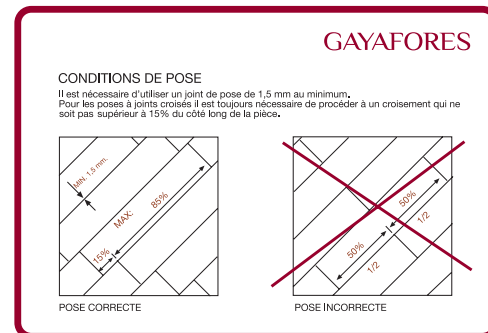 GAYAFORES
CONDITIONS DE POSE
Il est nécessaire d'utiliser un joint de pose de 1,5 mm au minimum.
Pour les poses à joints croisés il est toujours nécessaire de procéder à un croisement qui ne
soit pas supérieur à 15% du côté long de la pièce.
MIN. 1,5 mm.
MAX:
85%
15%
50%
1/2
50%
1/2
POSE CORRECTE
POSE INCORRECTE